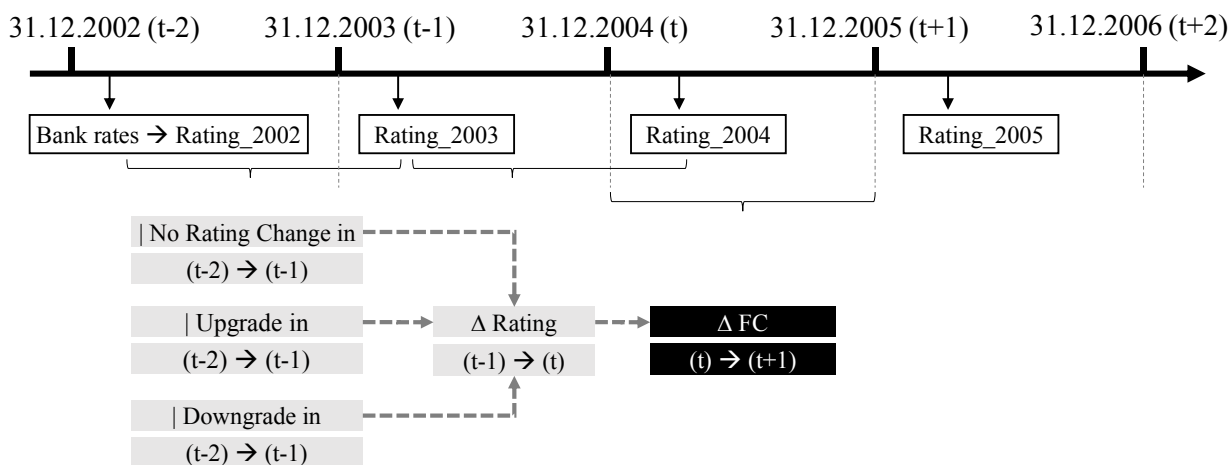 31.12.2002 (t-2) 31.12.2003 (t-1) 31.12.2004 (t) 31.12.2005 (t+1) 31.12.2006 (t+2)
Bank rates → Rating_2002 Rating_2003 Rating_2004 Rating_2005
| No Rating Change in
(t-2) → (t-1)
| Upgrade in Δ Rating Δ FC
(t-2) → (t-1) (t-1) → (t) (t) → (t+1)
| Downgrade in
(t-2) → (t-1)